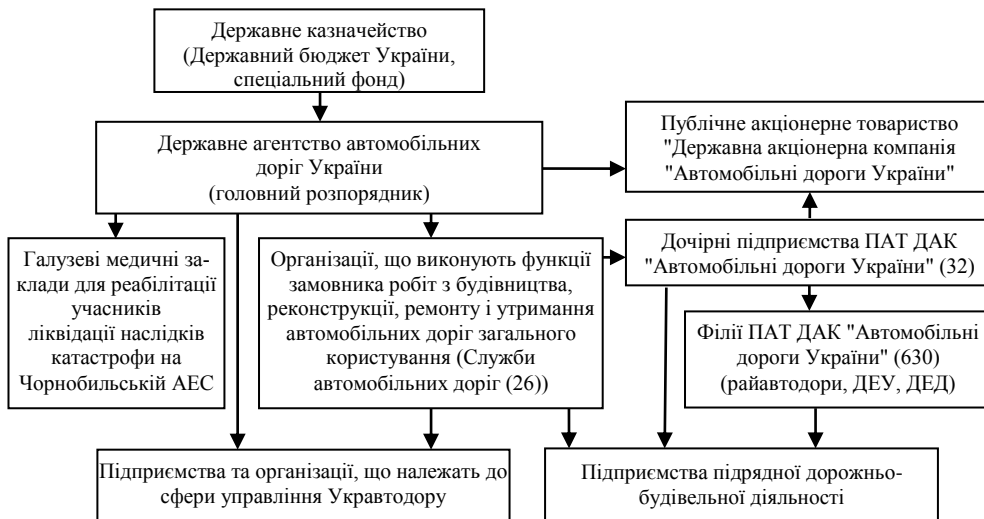 Державне казначейство
(Державний бюджет України,
спеціальний фонд)
Державне агентство автомобільних
доріг України
(головний розпорядник)
Публічне акціонерне товариство
"Державна акціонерна компанія
"Автомобільні дороги України"
Галузеві медичні за-
клади для реабілітації
учасників
ліквідації наслідків
катастрофи на
Чорнобильській АЕС
Організації, що виконують функції
замовника робіт з будівництва,
реконструкції, ремонту і утримання
автомобільних доріг загального
користування (Служби
автомобільних доріг (26))
Дочірні підприємства ПАТ ДАК
"Автомобільні дороги України" (32)
Філії ПАТ ДАК "Автомобільні
дороги України" (630)
(райавтодори, ДЕУ, ДЕД)
Підприємства та організації, що належать до
сфери управління Укравтодору
Підприємства підрядної дорожньо-
будівельної діяльності